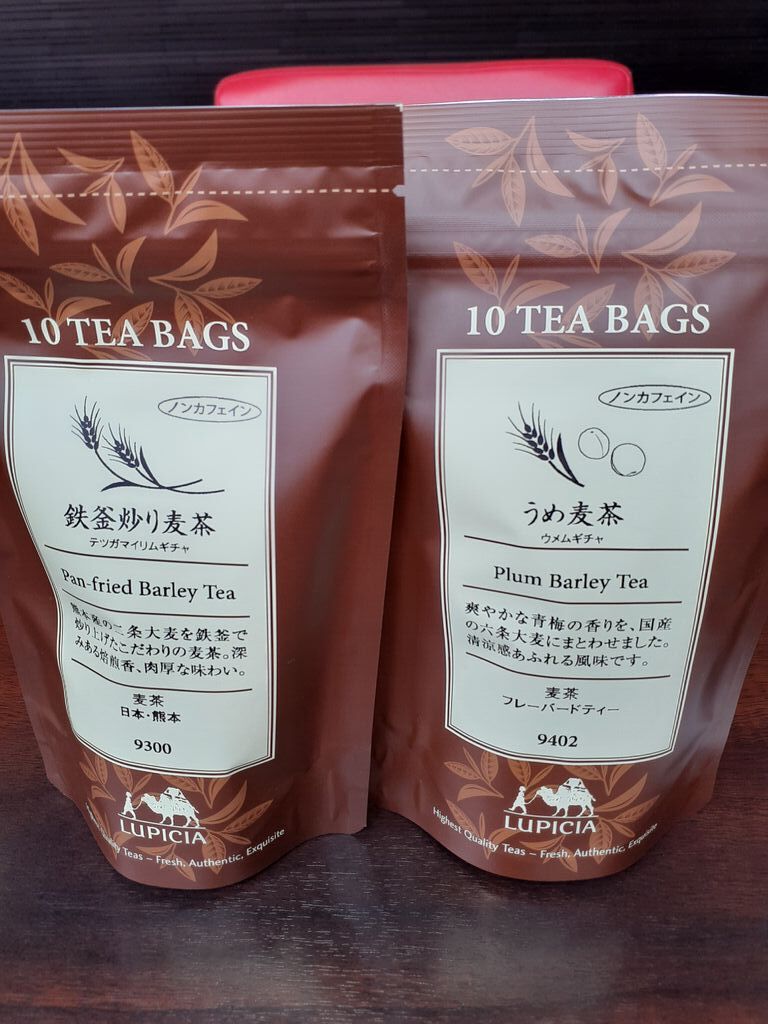 10 TEA BAGS
ノンカフェイン
鉄釜炒り麦茶
テツガマイリムギチャ
Pan-fried Barley Tea
熊本産の二条大麦を鉄釜で
炒り上げたこだわりの麦茶。深
みある焙煎香、肉厚な味わい。
麦茶
日本・熊本
9300
LUPICIA
Teas – Fresh, Authentic, Exquisite
10 TEA BAGS
ノンカフェイン
うめ麦茶
ウメムギチャ
Plum Barley Tea
爽やかな青梅の香りを、国産
の六条大麦にまとわせました。
清涼感あふれる風味です。
麦茶
フレーバードティー
9402
LUPICIA
Highest Quality Teas – Fresh, Authentic, Exquisite